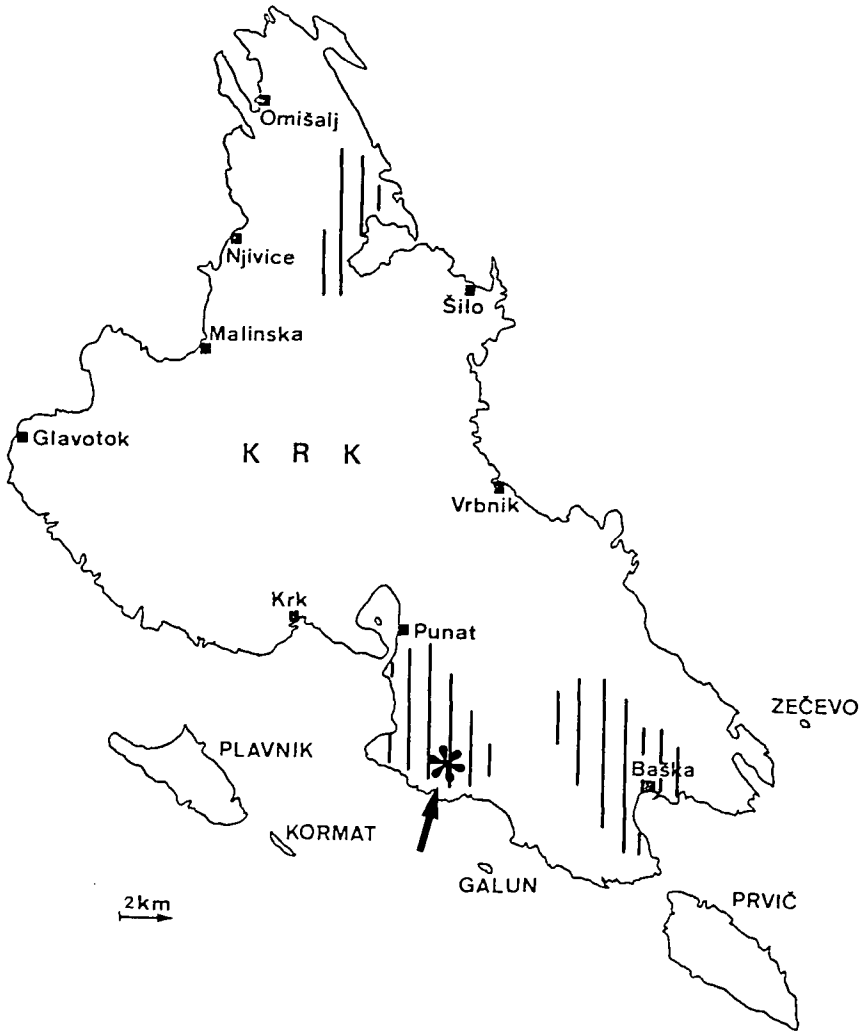 Omišalj
Njivice
Šilo
Malinska
Glavotok
K R K
Vrbnik
Krk
Punat
ZEČEVO
PLAVNIK
Baška
KORMAT
GALUN
PRVIČ
2km